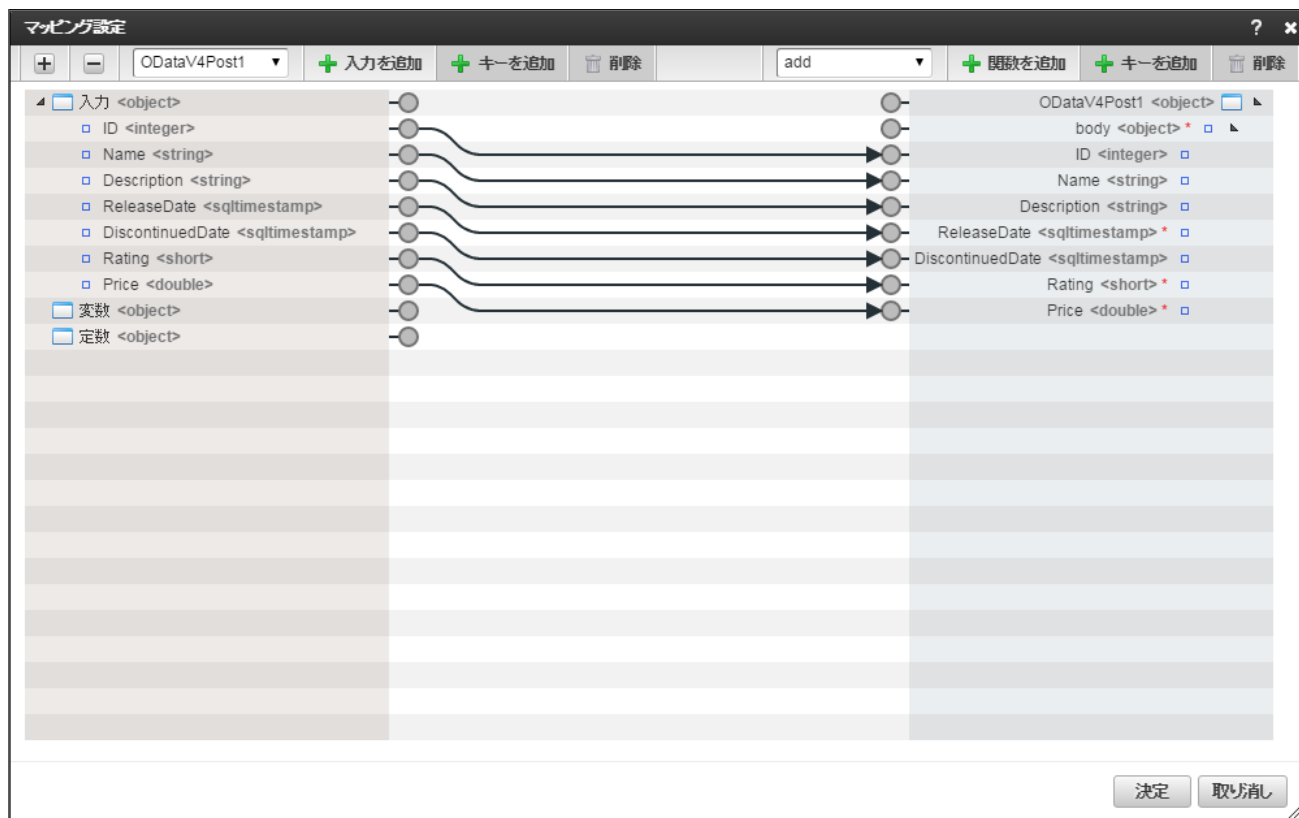 マッピング設定 ? ×
ODataV4Post1 ▼ 入力を追加 キーを追加 削除 add ▼ 関数を追加 キーを追加 削除
入力 <object> ODataV4Post1 <object>
ID <integer> body <object> *
Name <string> ID <integer>
Description <string> Name <string>
ReleaseDate <sqltimestamp> Description <string>
DiscontinuedDate <sqltimestamp> ReleaseDate <sqltimestamp> *
Rating <short> DiscontinuedDate <sqltimestamp>
Price <double> Rating <short> *
変数 <object> Price <double> *
定数 <object>
決定 取り消し